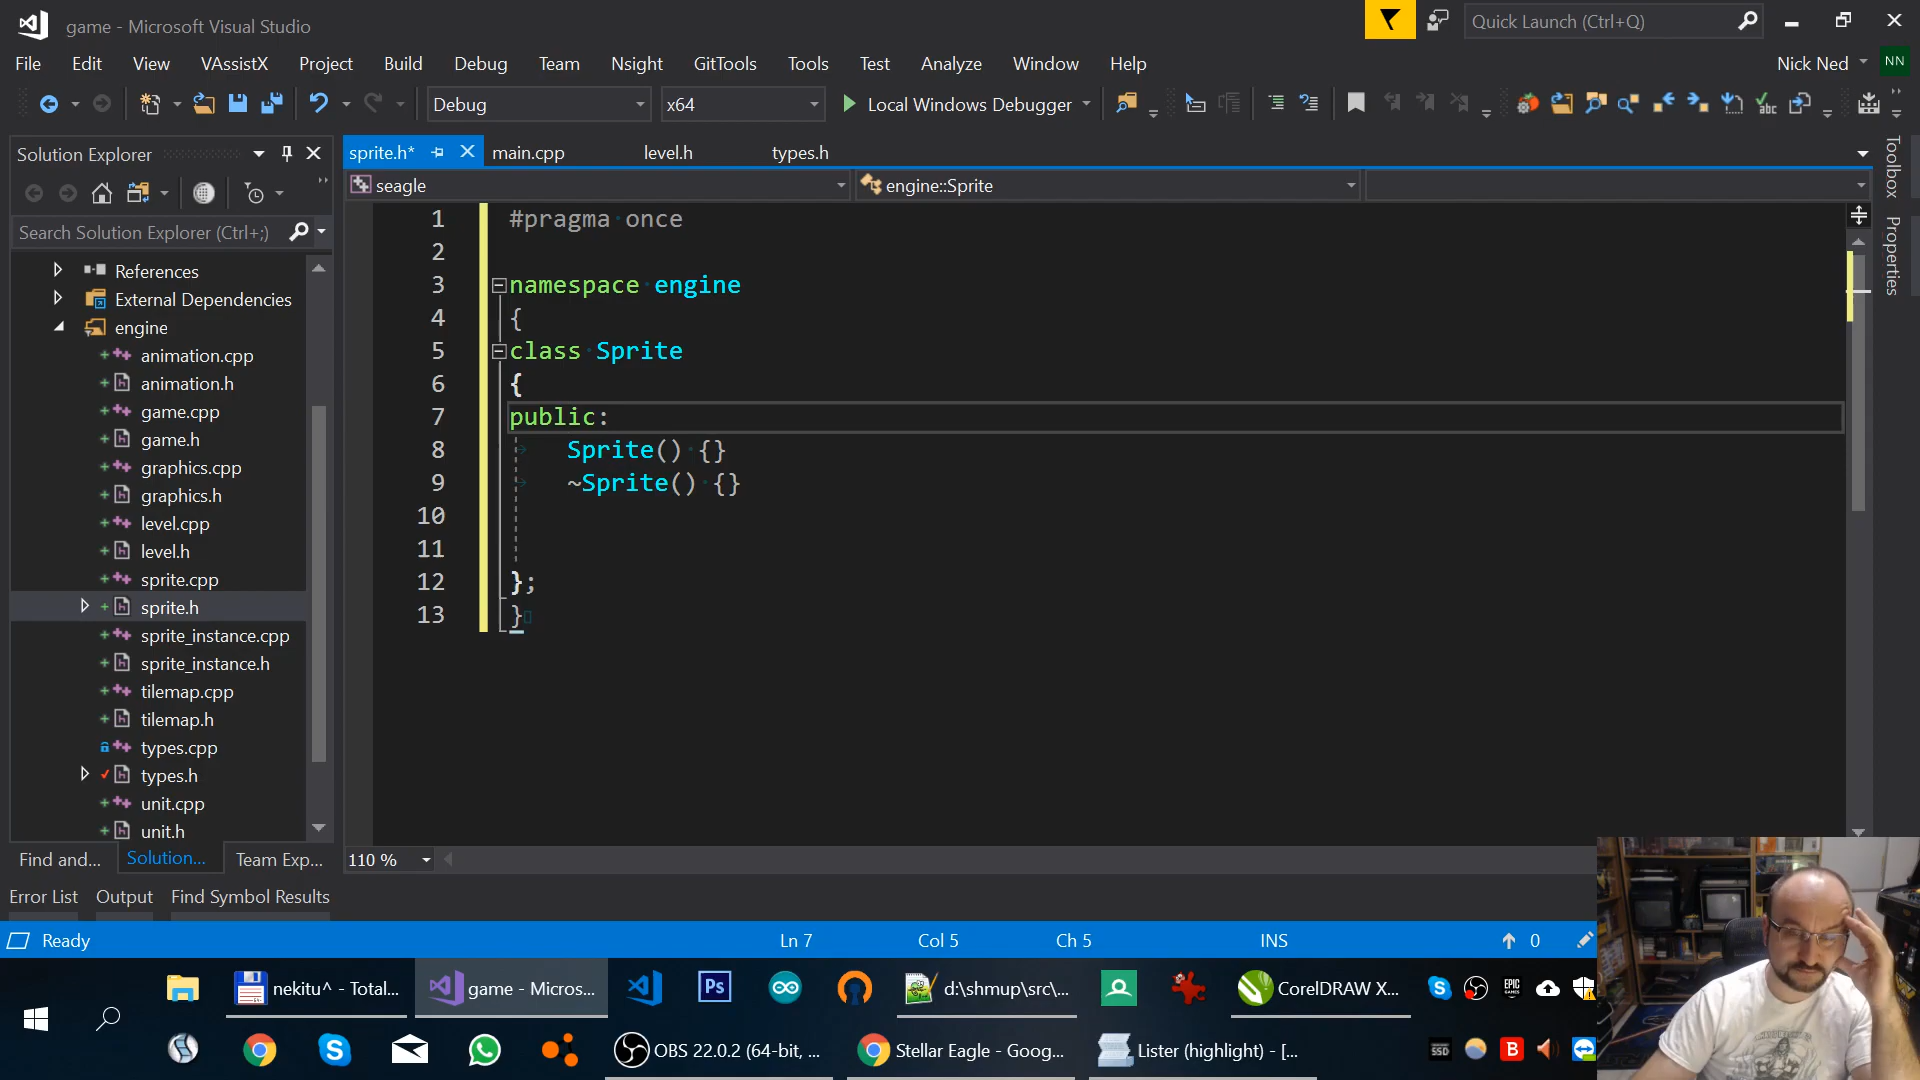 game - Microsoft Visual Studio
Quick Launch (Ctrl+Q)
File Edit View VAssistX Project Build Debug Team Nsight GitTools Tools Test Analyze Window Help
Nick Ned
NN
Debug
x64
Local Windows Debugger
Solution Explorer
sprite.h* main.cpp level.h types.h
seagle
engine::Sprite
Toolbox
Properties
Search Solution Explorer (Ctrl+;)
References
External Dependencies
engine
animation.cpp
animation.h
game.cpp
game.h
graphics.cpp
graphics.h
level.cpp
level.h
sprite.cpp
sprite.h
sprite_instance.cpp
sprite_instance.h
tilemap.cpp
tilemap.h
types.cpp
types.h
unit.cpp
unit.h
1 #pragma once
2
3 namespace engine
4 {
5 class Sprite
6 {
7 public:
8 Sprite() {}
9 ~Sprite() {}
10
11
12 };
13 }
Find and... Solution... Team Exp...
110 %
Error List Output Find Symbol Results
Ready
Ln 7 Col 5 Ch 5 INS
0
nekitu^ - Total...
game - Micros...
Ps
d:\shmup\src\...
CorelDRAW X...
EPIC GAMES
OBS 22.0.2 (64-bit, ...
Stellar Eagle - Goog...
Lister (highlight) - [...
SSD
B